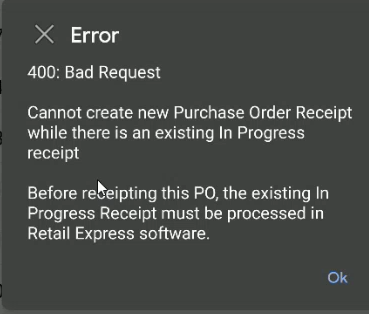 Error
400: Bad Request
Cannot create new Purchase Order Receipt
while there is an existing In Progress
receipt
Before receipting this PO, the existing In
Progress Receipt must be processed in
Retail Express software.
Ok